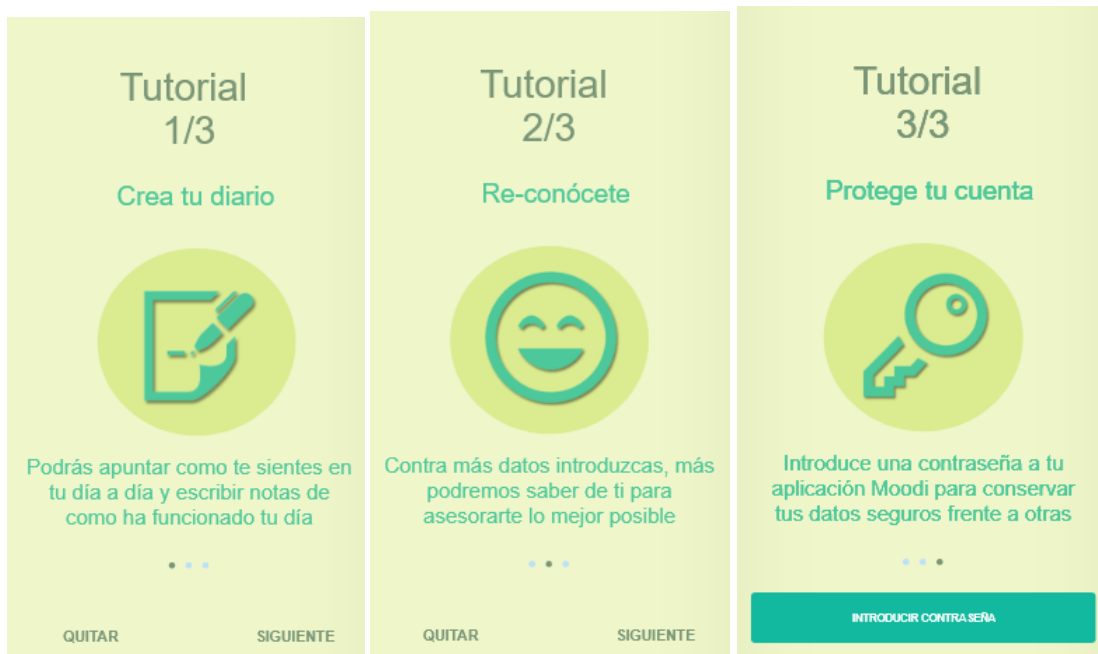 Tutorial
1/3
Crea tu diario
Podrás apuntar como te sientes en
tu día a día y escribir notas de
como ha funcionado tu día
QUITAR
SIGUIENTE
Tutorial
2/3
Re-conócete
Contra más datos introduzcas, más
podremos saber de ti para
asesorarte lo mejor posible
QUITAR
SIGUIENTE
Tutorial
3/3
Protege tu cuenta
Introduce una contraseña a tu
aplicación Moodi para conservar
tus datos seguros frente a otras
INTRODUCIR CONTRASEÑA